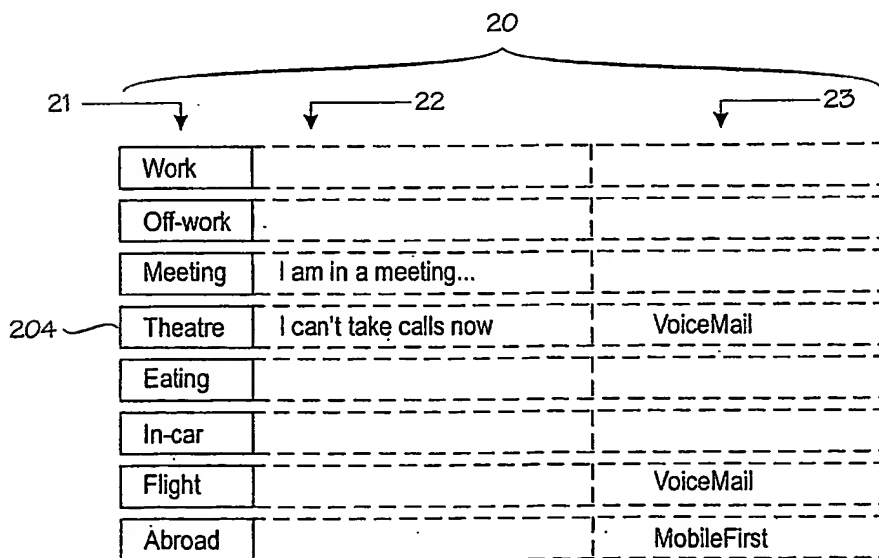 20
21 22 23
Work
Off-work
Meeting I am in a meeting...
204 Theatre I can't take calls now VoiceMail
Eating
In-car
Flight VoiceMail
Abroad MobileFirst